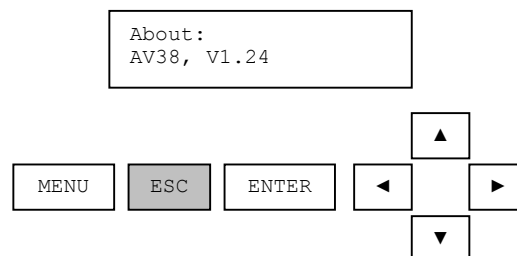 About:
AV38, V1.24
▲
MENU ESC ENTER ◄ ►
▼